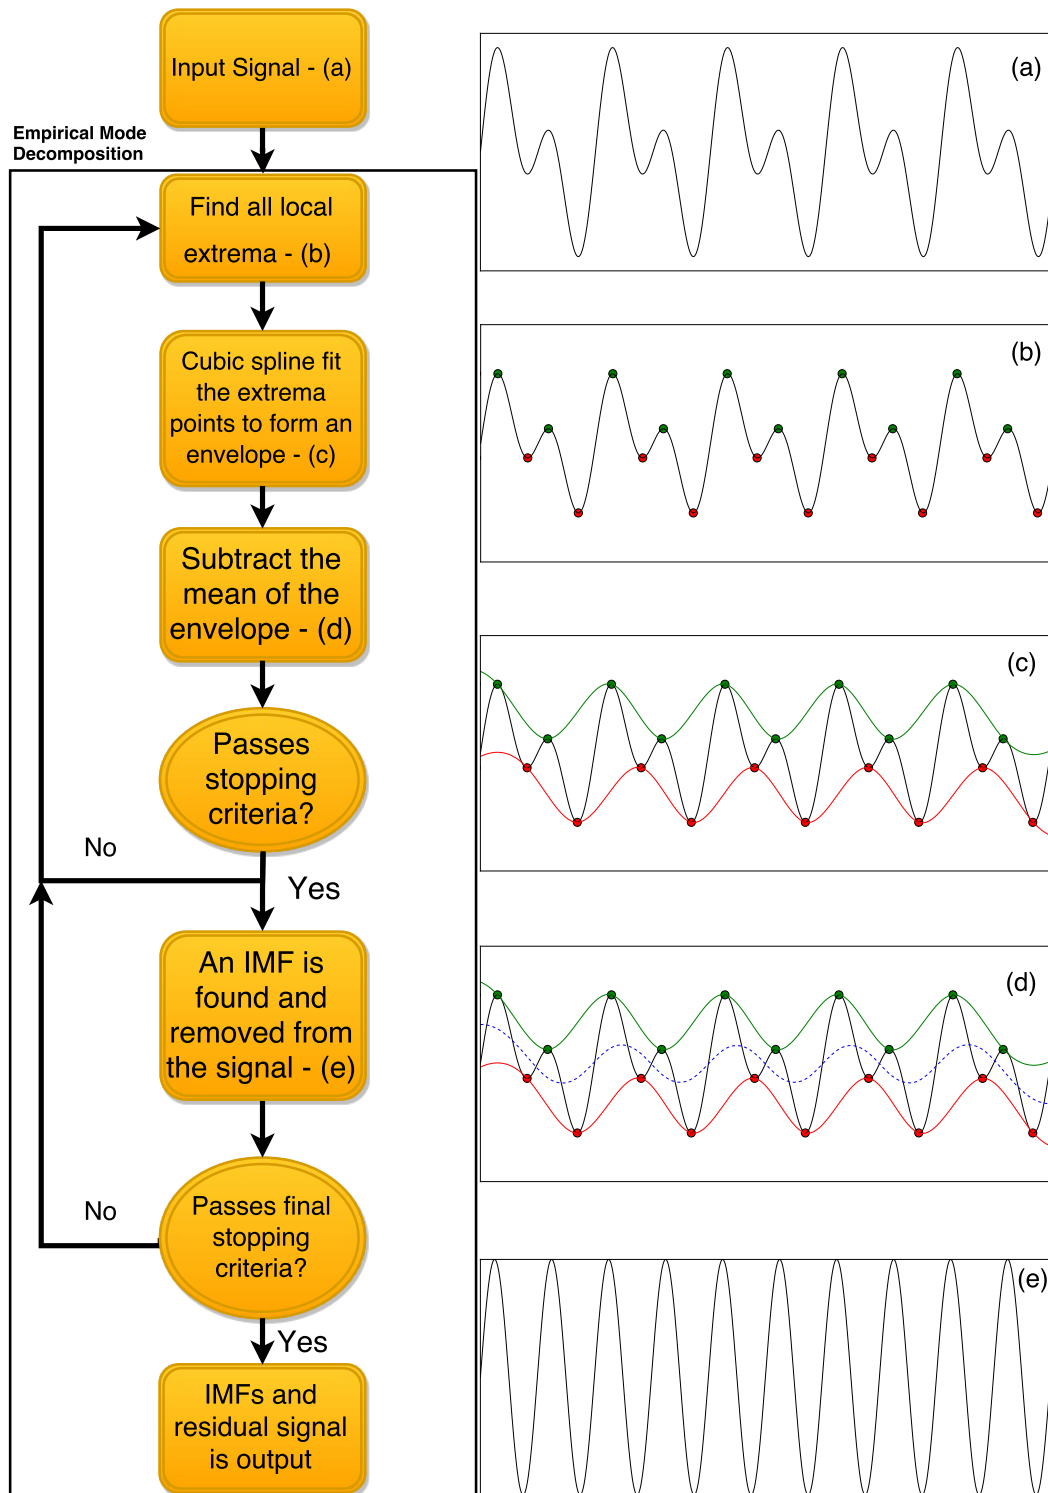 Input Signal - (a)
Empirical Mode
Decomposition
Find all local
extrema - (b)
Cubic spline fit
the extrema
points to form an
envelope - (c)
Subtract the
mean of the
envelope - (d)
Passes
stopping
criteria?
No
Yes
An IMF is
found and
removed from
the signal - (e)
Passes final
stopping
criteria?
No
Yes
IMFs and
residual signal
is output
(a)
(b)
(c)
(d)
(e)